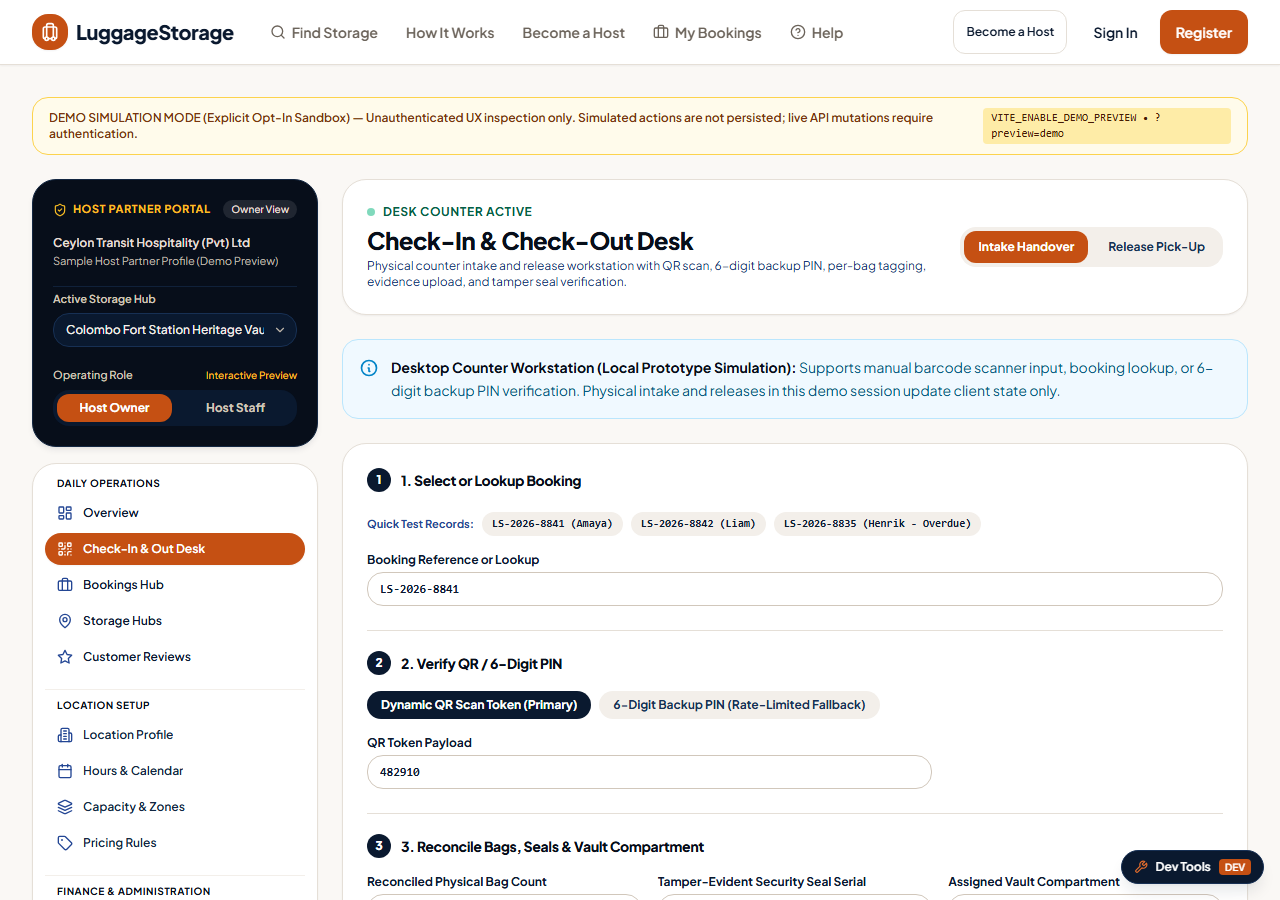 LuggageStorage
Find Storage
How It Works
Become a Host
My Bookings
Help
Become a Host
Sign In
Register
DEMO SIMULATION MODE (Explicit Opt-In Sandbox) — Unauthenticated UX inspection only. Simulated actions are not persisted; live API mutations require
authentication.
VITE_ENABLE_DEMO_PREVIEW • ?
preview=demo
HOST PARTNER PORTAL
Owner View
Ceylon Transit Hospitality (Pvt) Ltd
Sample Host Partner Profile (Demo Preview)
Active Storage Hub
Colombo Fort Station Heritage Vau
Operating Role
Interactive Preview
Host Owner
Host Staff
DAILY OPERATIONS
Overview
Check-In & Out Desk
Bookings Hub
Storage Hubs
Customer Reviews
LOCATION SETUP
Location Profile
Hours & Calendar
Capacity & Zones
Pricing Rules
FINANCE & ADMINISTRATION
DESK COUNTER ACTIVE
Check-In & Check-Out Desk
Physical counter intake and release workstation with QR scan, 6-digit backup PIN, per-bag tagging,
evidence upload, and tamper seal verification.
Intake Handover
Release Pick-Up
Desktop Counter Workstation (Local Prototype Simulation): Supports manual barcode scanner input, booking lookup, or 6-
digit backup PIN verification. Physical intake and releases in this demo session update client state only.
1
1. Select or Lookup Booking
Quick Test Records:
LS-2026-8841 (Amaya)
LS-2026-8842 (Liam)
LS-2026-8835 (Henrik - Overdue)
Booking Reference or Lookup
LS-2026-8841
2
2. Verify QR / 6-Digit PIN
Dynamic QR Scan Token (Primary)
6-Digit Backup PIN (Rate-Limited Fallback)
QR Token Payload
482910
3
3. Reconcile Bags, Seals & Vault Compartment
Reconciled Physical Bag Count
Tamper-Evident Security Seal Serial
Assigned Vault Compartment
Dev Tools
DEV